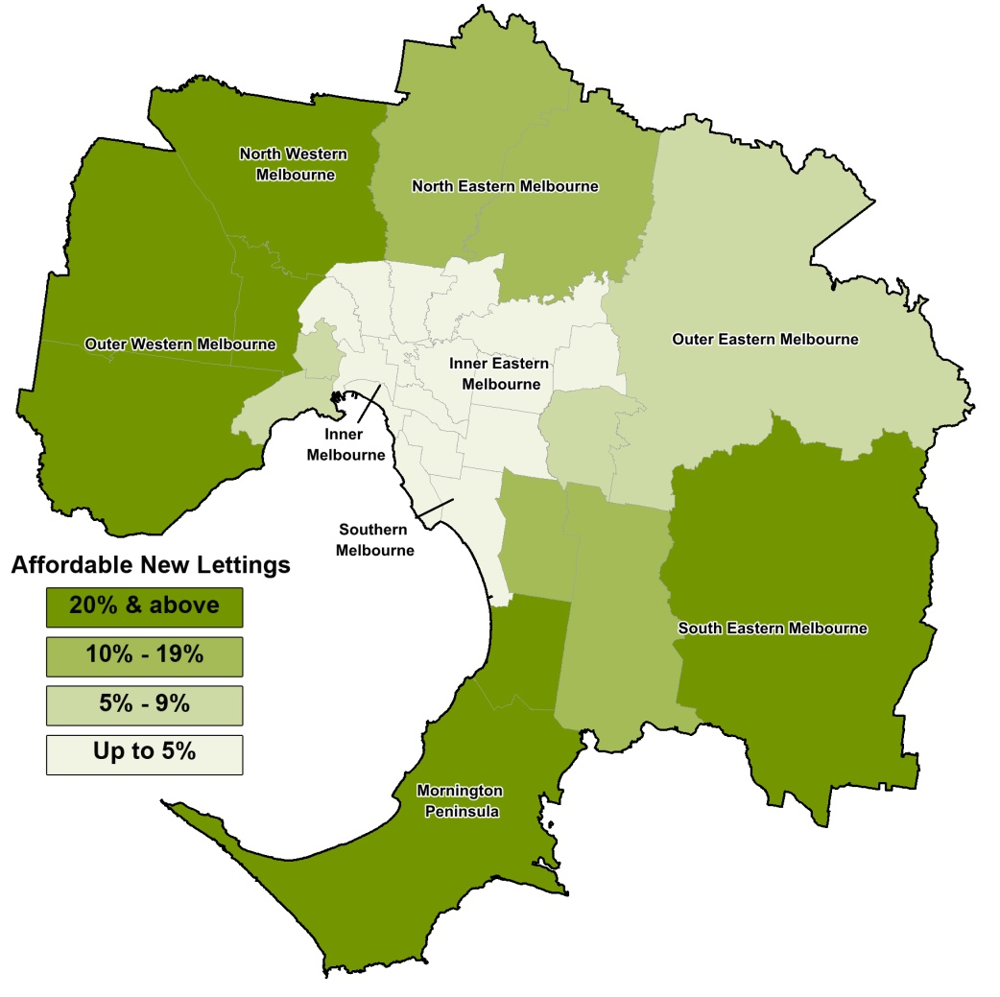 North Western
Melbourne
North Eastern Melbourne
Outer Western Melbourne
Outer Eastern Melbourne
Inner Eastern
Melbourne
Inner
Melbourne
Southern
Melbourne
South Eastern Melbourne
Mornington
Peninsula
Affordable New Lettings
20% & above
10% - 19%
5% - 9%
Up to 5%